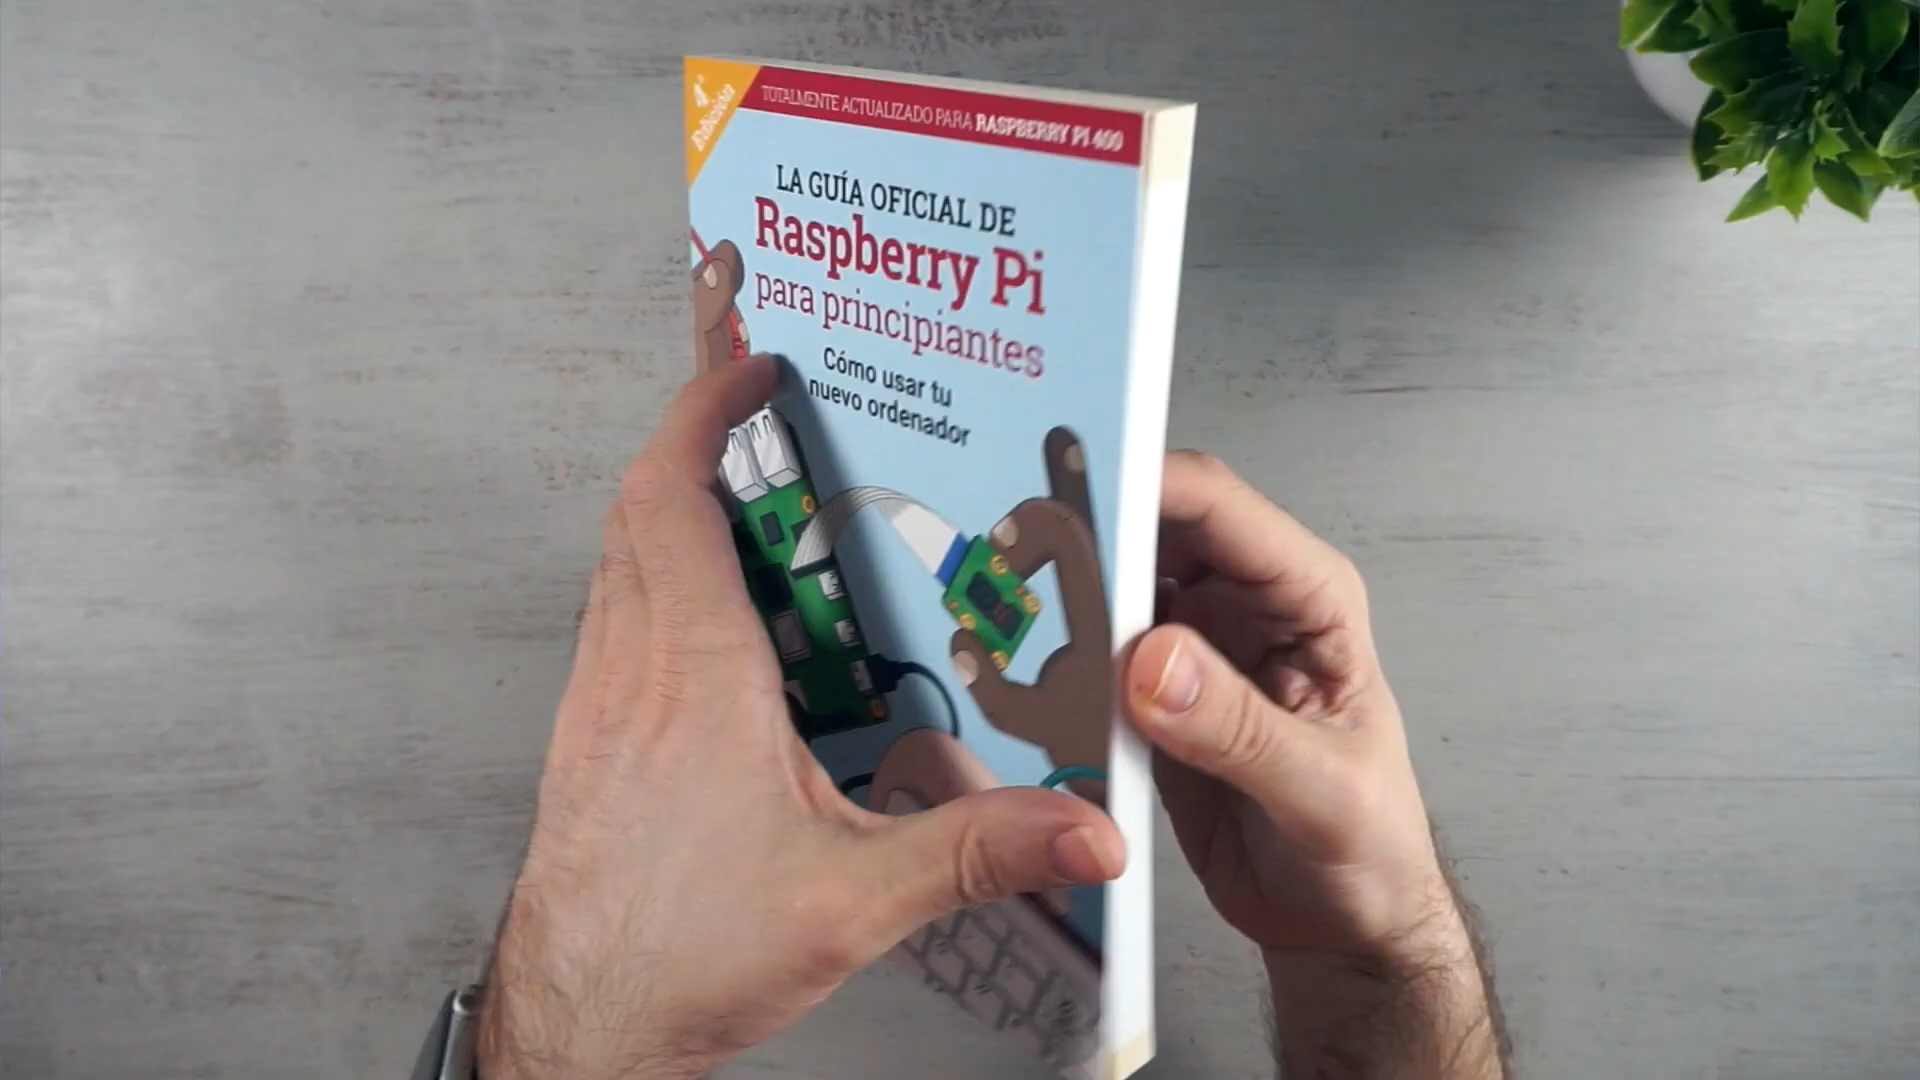 4ª
Edición
TOTALMENTE ACTUALIZADO PARA RASPBERRY PI 400
LA GUÍA OFICIAL DE
Raspberry Pi
para principiantes
Cómo usar tu
nuevo ordenador